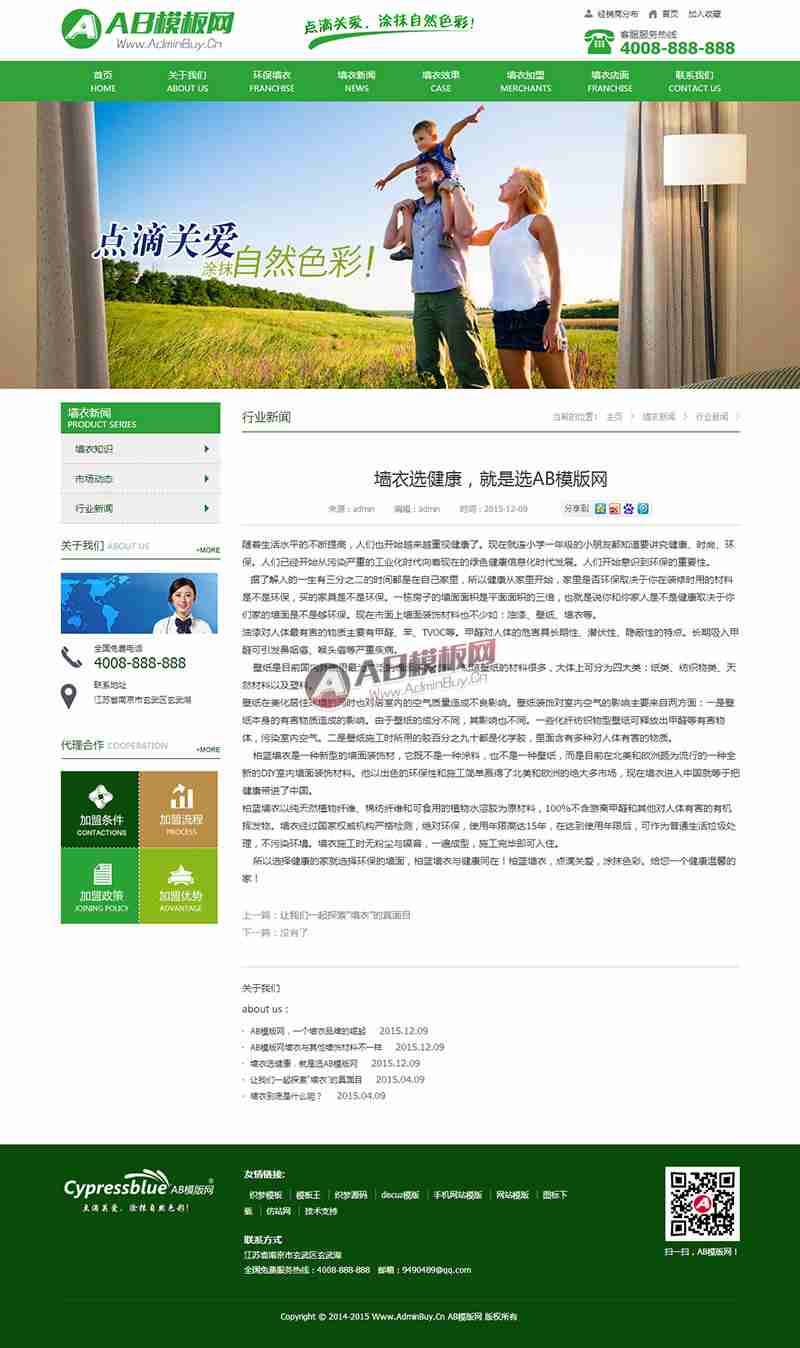 AB模板网
Www.AdminBuy.Cn
点滴关爱，涂抹自然色彩！
经销商分布 首页 加入收藏
客服服务热线
4008-888-888
首页 关于我们 环保墙衣 墙衣新闻 墙衣效果 墙衣加盟 墙衣店面 联系我们
HOME ABOUT US FRANCHISE NEWS CASE MERCHANTS FRANCHISE CONTACT US
点滴关爱
涂抹自然色彩！
墙衣新闻
PRODUCT SERIES
墙衣知识
市场动态
行业新闻
关于我们 ABOUT US +MORE
全国免费电话
4008-888-888
联系地址
江苏省南京市玄武区玄武湖
代理合作 COOPERATION +MORE
加盟条件
CONTACTIONS
加盟流程
PROCESS
加盟政策
JOINING POLICY
加盟优势
ADVANTAGE
行业新闻
当前的位置： 主页 > 墙衣新闻 > 行业新闻 >
墙衣选健康，就是选AB模版网
来源：admin 编辑：admin 时间：2015-12-09 分享到
随着生活水平的不断提高，人们也开始越来越重视健康了。现在就连小学一年级的小朋友都知道要讲究健康、时尚、环
保。人们已经开始从污染严重的工业化时代向着现在的绿色健康信息化时代发展。人们开始意识到环保的重要性。
据了解人的一生有三分之二的时间都是在自己家里，所以健康从家里开始，家里是否环保取决于你在装修时用的材料
是不是环保，买的家具是不是环保。一栋房子的墙面面积是平面面积的三倍，也就是说你和你家人是不是健康取决于你
们家的墙面是不是够环保。现在市面上墙面装饰材料也不少如：油漆、壁纸、墙衣等。
油漆对人体最有害的物质主要有甲醛、苯、TVOC等。甲醛对人体的危害具长期性、潜伏性、隐蔽性的特点。长期吸入甲
醛可引发鼻咽癌、喉头癌等严重疾病。
壁纸是目前国内 的材料很多，大体上可分为四大类：纸类、纺织物类、天
然材料以及塑料
壁纸在美化居住环境的同时也对居室内的空气质量造成不良影响。壁纸装饰对室内空气的影响主要来自两方面：一是壁
纸本身的有害物质造成的影响。由于壁纸的成分不同，其影响也不同。一些化纤纺织物型壁纸可释放出甲醛等有害物
体，污染室内空气。二是壁纸施工时所用的胶百分之九十都是化学胶，里面含有多种对人体有害的物质。
柏蓝墙衣是一种新型的墙面装饰材，它既不是一种涂料，也不是一种壁纸，而是目前在北美和欧洲颇为流行的一种全
新的DIY室内墙面装饰材料。他以出色的环保性和施工简单赢得了北美和欧洲的绝大多市场，现在墙衣进入中国就等于把
健康带进了中国。
柏蓝墙衣以纯天然植物纤维、棉纺纤维和可食用的植物水溶胶为原材料，100%不含游离甲醛和其他对人体有害的有机
挥发物。墙衣经过国家权威机构严格检测，绝对环保，使用年限高达15年，在达到使用年限后，可作为普通生活垃圾处
理，不污染环境。墙衣施工时无粉尘与噪音，一遍成型，施工完毕即可入住。
所以选择健康的家就选择环保的墙面，柏蓝墙衣与健康同在！柏蓝墙衣，点滴关爱，涂抹色彩。给您一个健康温馨的
家！
AB模板网
Www.AdminBuy.Cn
上一篇：让我们一起探索“墙衣”的真面目
下一篇：没有了
关于我们
about us：
· AB模版网，一个墙衣品牌的崛起 2015.12.09
· AB模版网墙衣与其他墙饰材料不一样 2015.12.09
· 墙衣选健康，就是选AB模版网 2015.12.09
· 让我们一起探索“墙衣”的真面目 2015.04.09
· 墙衣到底是什么呢？ 2015.04.09
Cypressblue® AB模版网
点滴关爱，涂抹自然色彩！
友情链接：
织梦模板 模板王 织梦源码 discuz模版 手机网站模版 网站模版 图标下
载 仿站网 技术支持
联系方式
江苏省南京市玄武区玄武湖
全国免费服务热线：4008-888-888 邮箱：9490489@qq.com
扫一扫，AB模版网！
Copyright © 2014-2015 Www.AdminBuy.Cn AB模版网 版权所有